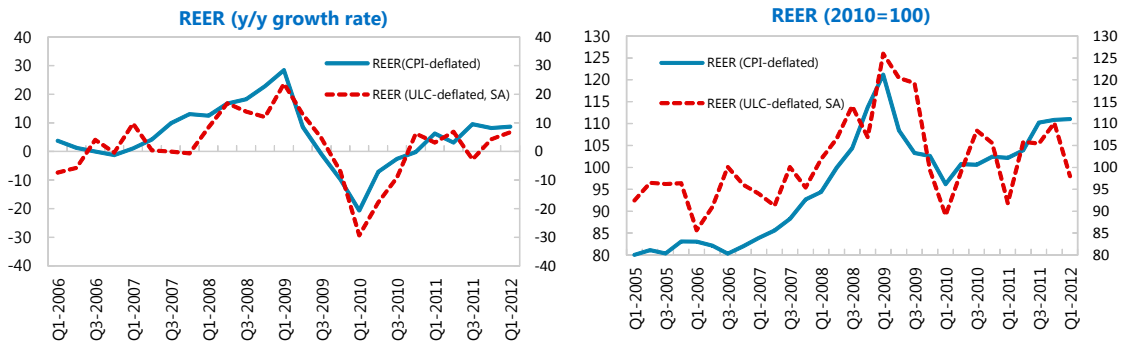 REER (y/y growth rate)
40
30
20
10
0
-10
-20
-30
-40
40
30
20
10
0
-10
-20
-30
-40
REER(CPI-deflated)
REER (ULC-deflated, SA)
Q1-2006
Q3-2006
Q1-2007
Q3-2007
Q1-2008
Q3-2008
Q1-2009
Q3-2009
Q1-2010
Q3-2010
Q1-2011
Q3-2011
Q1-2012
REER (2010=100)
130
125
120
115
110
105
100
95
90
85
80
130
125
120
115
110
105
100
95
90
85
80
REER (CPI-deflated)
REER (ULC-deflated, SA)
Q1-2005
Q3-2005
Q1-2006
Q3-2006
Q1-2007
Q3-2007
Q1-2008
Q3-2008
Q1-2009
Q3-2009
Q1-2010
Q3-2010
Q1-2011
Q3-2011
Q1-2012